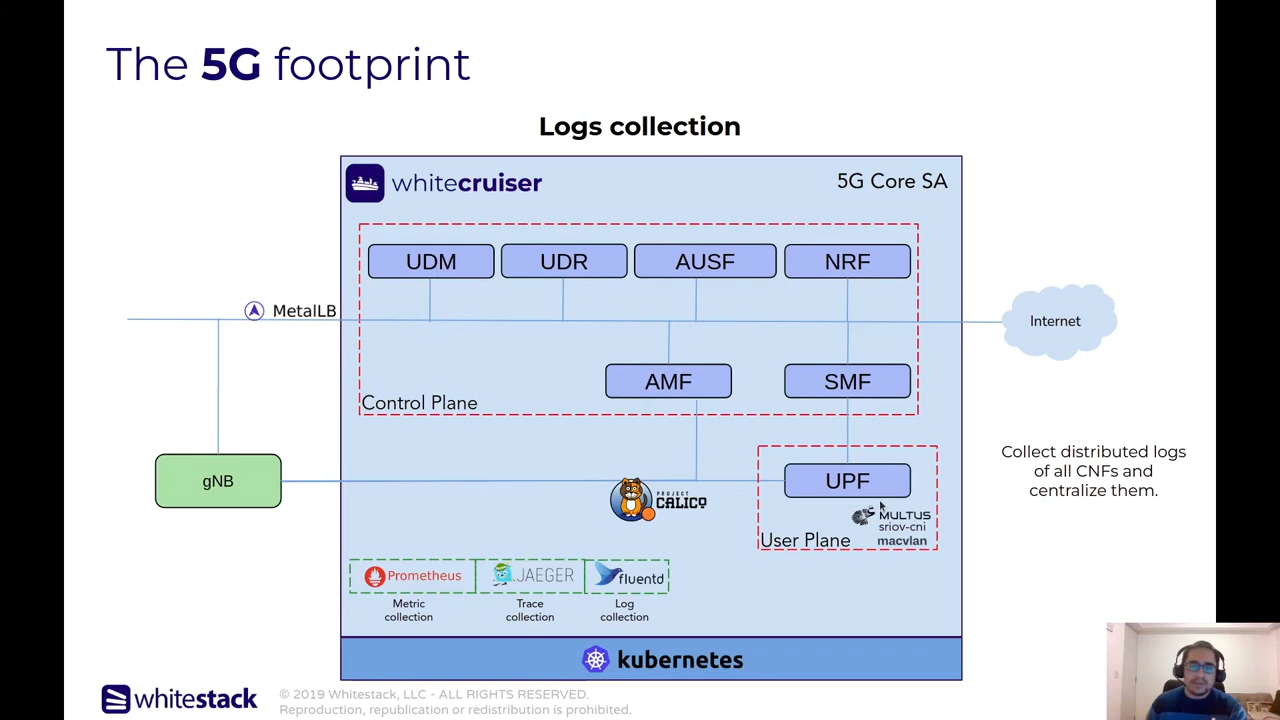 The 5G footprint
Logs collection
whitecruiser
5G Core SA
UDM
UDR
AUSF
NRF
MetalLB
Internet
AMF
SMF
Control Plane
Collect distributed logs
of all CNFs and
centralize them.
gNB
UPF
PROJECT
CALICO
MULTUS
sriov-cni
macvlan
User Plane
Prometheus
JAEGER
fluentd
Metric
collection
Trace
collection
Log
collection
kubernetes
whitestack
© 2019 Whitestack, LLC - ALL RIGHTS RESERVED.
Reproduction, republication or redistribution is prohibited.